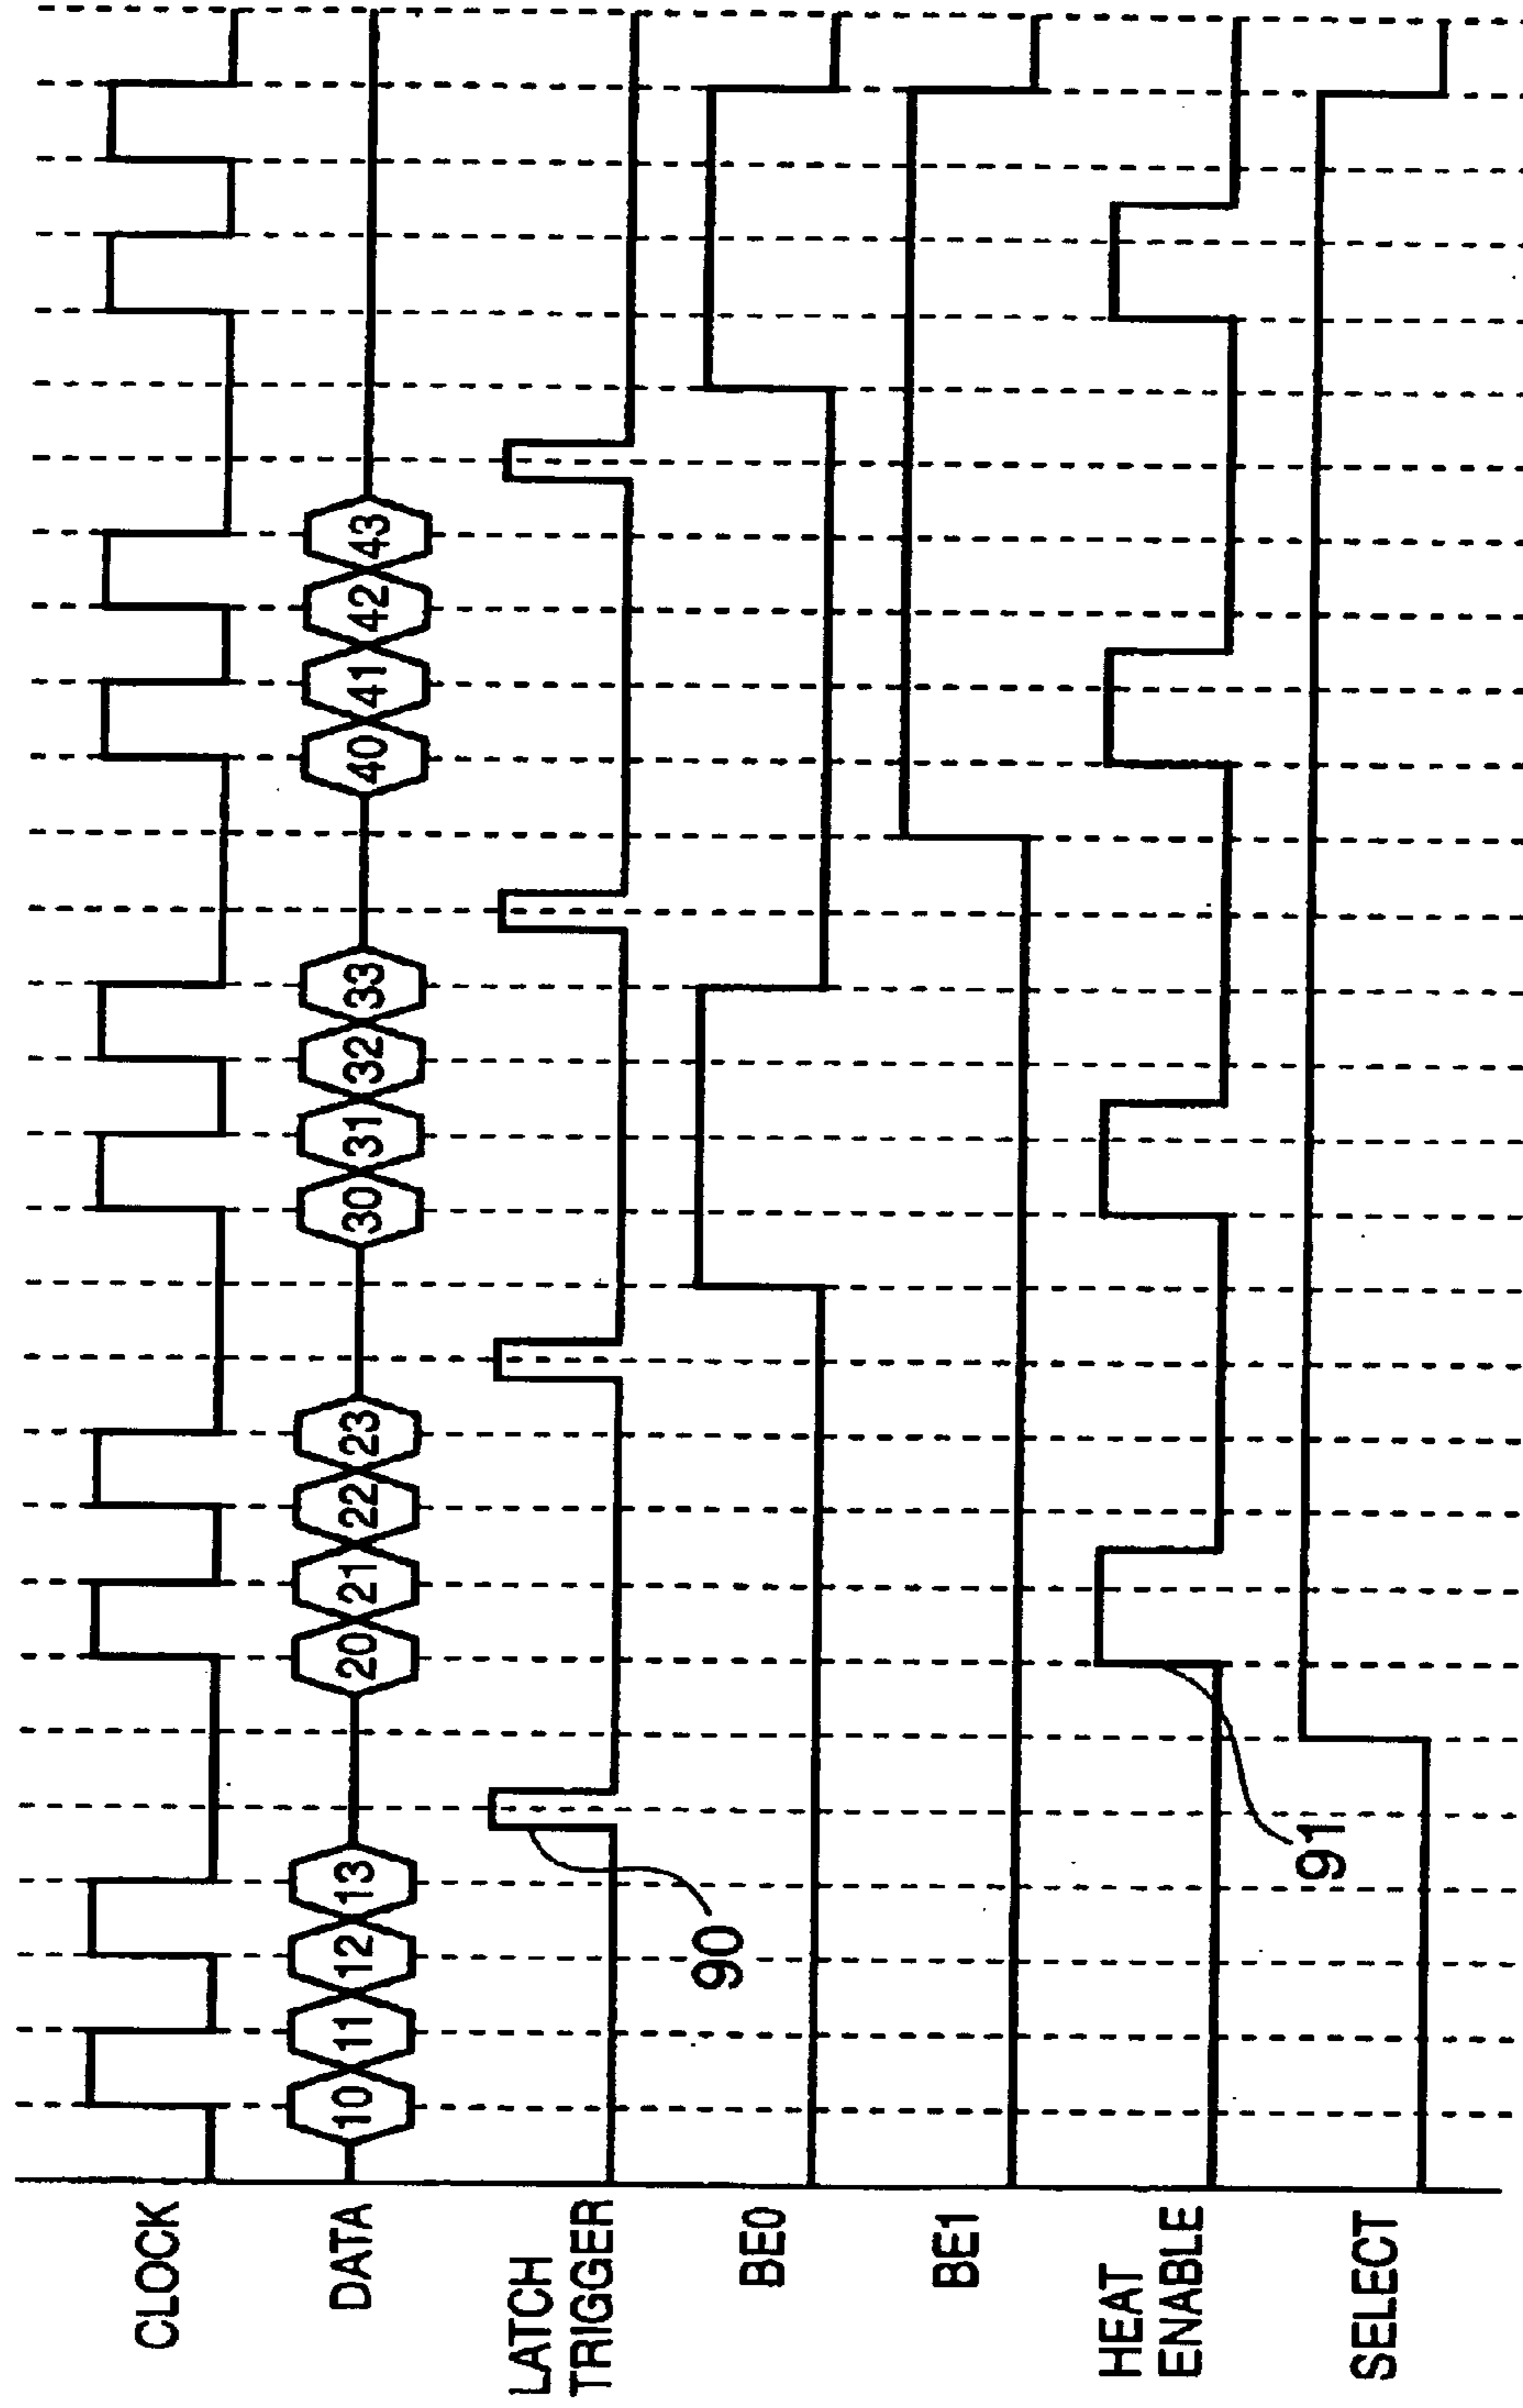 CLOCK
DATA
10 11 12 13 20 21 22 23 30 31 32 33 40 41 42 43
LATCH
TRIGGER
90
BE0
BE1
HEAT
ENABLE
91
SELECT